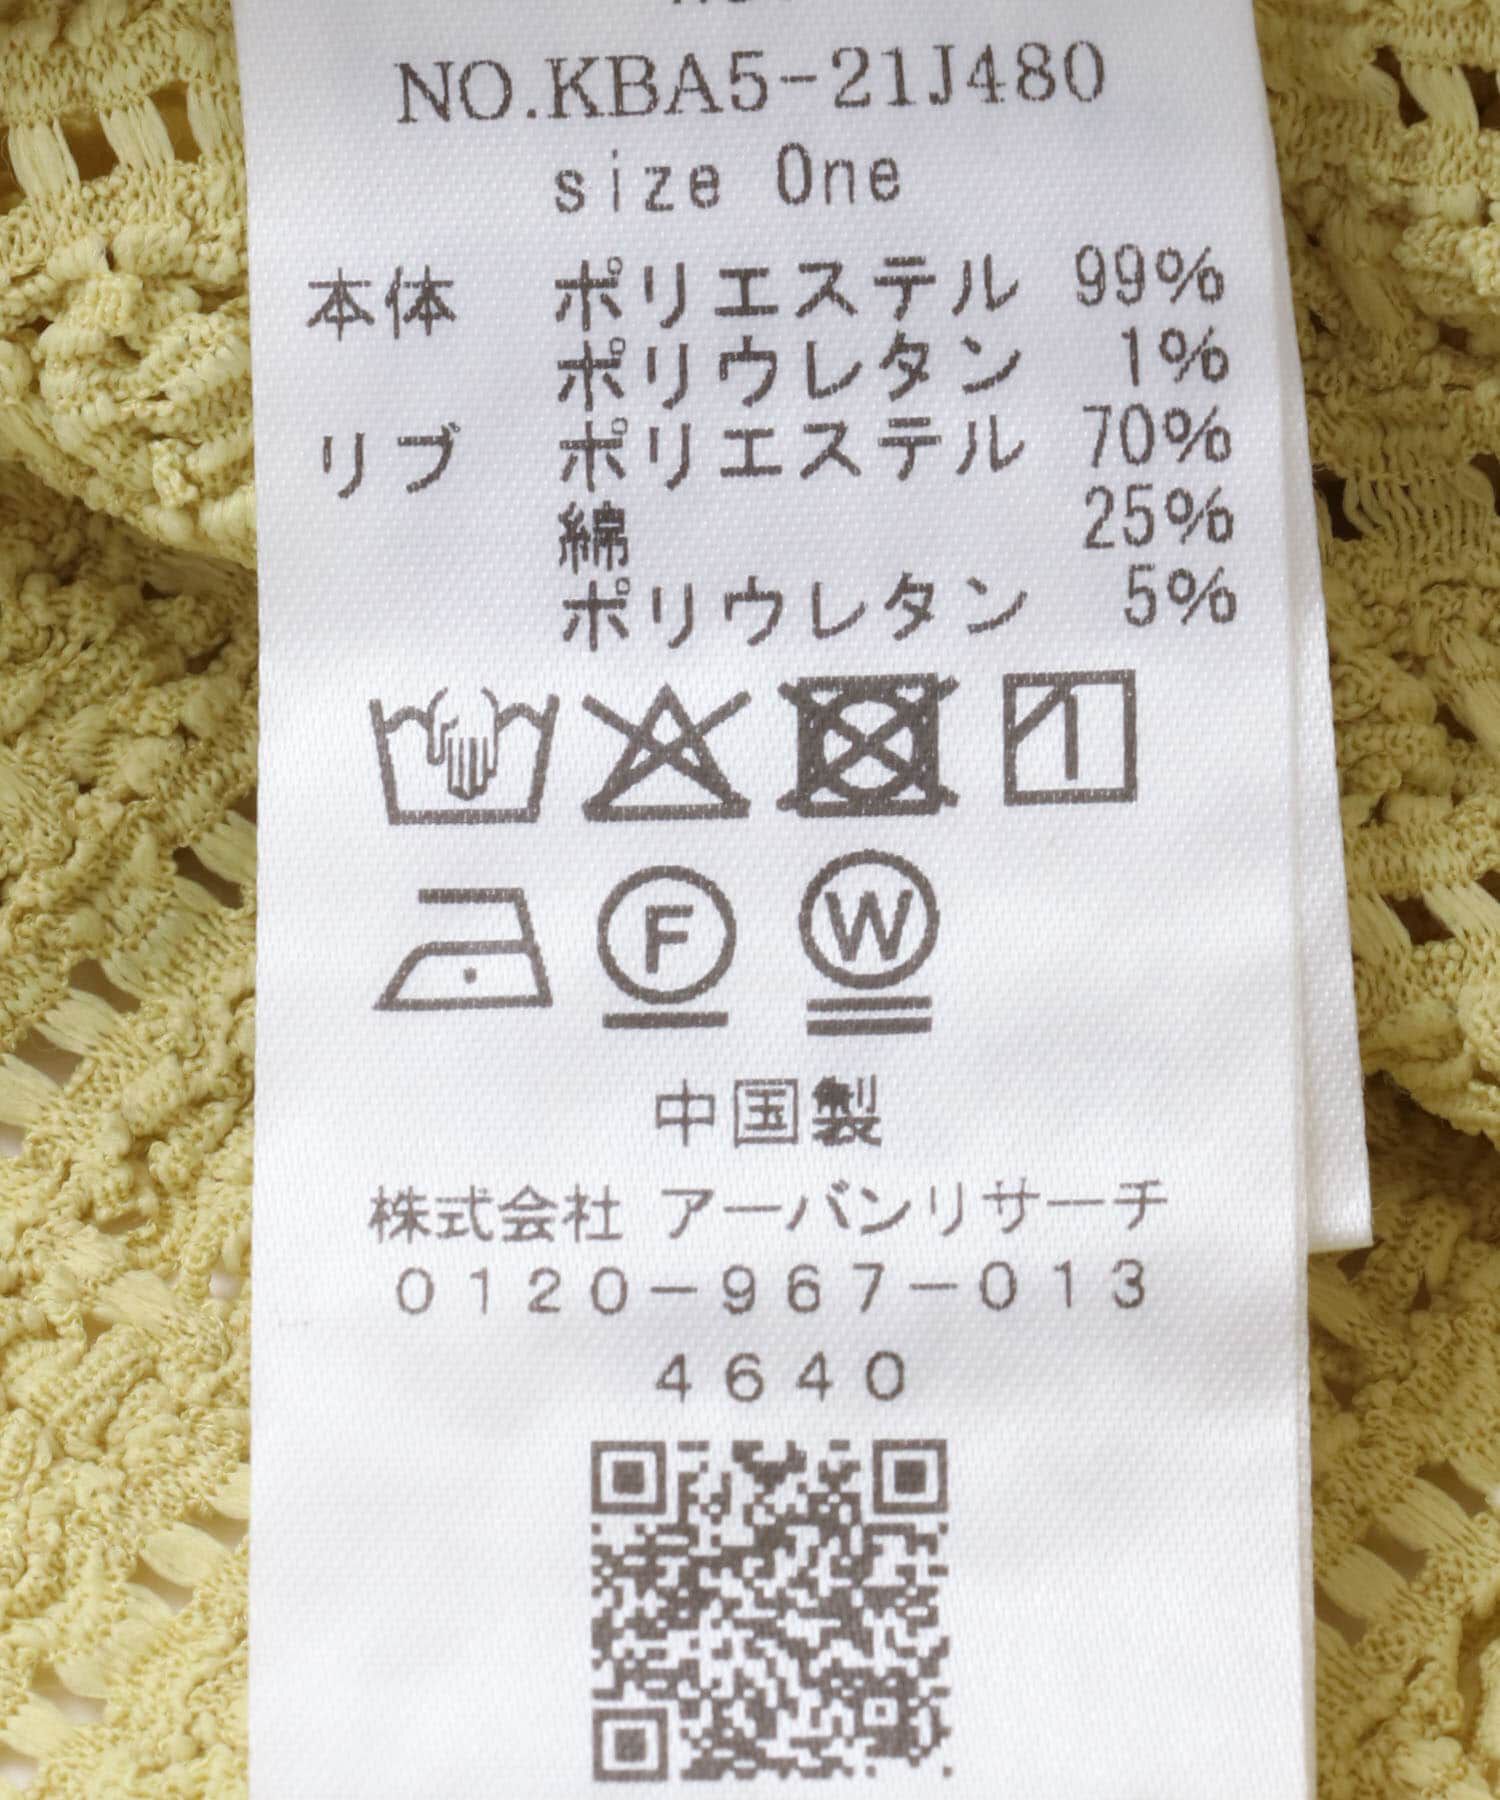 NO.KBA5-21J480
size One
本体 ポリエステル 99%
ポリウレタン 1%
リブ ポリエステル 70%
綿 25%
ポリウレタン 5%
F W
中国製
株式会社 アーバンリサーチ
0120-967-013
4640